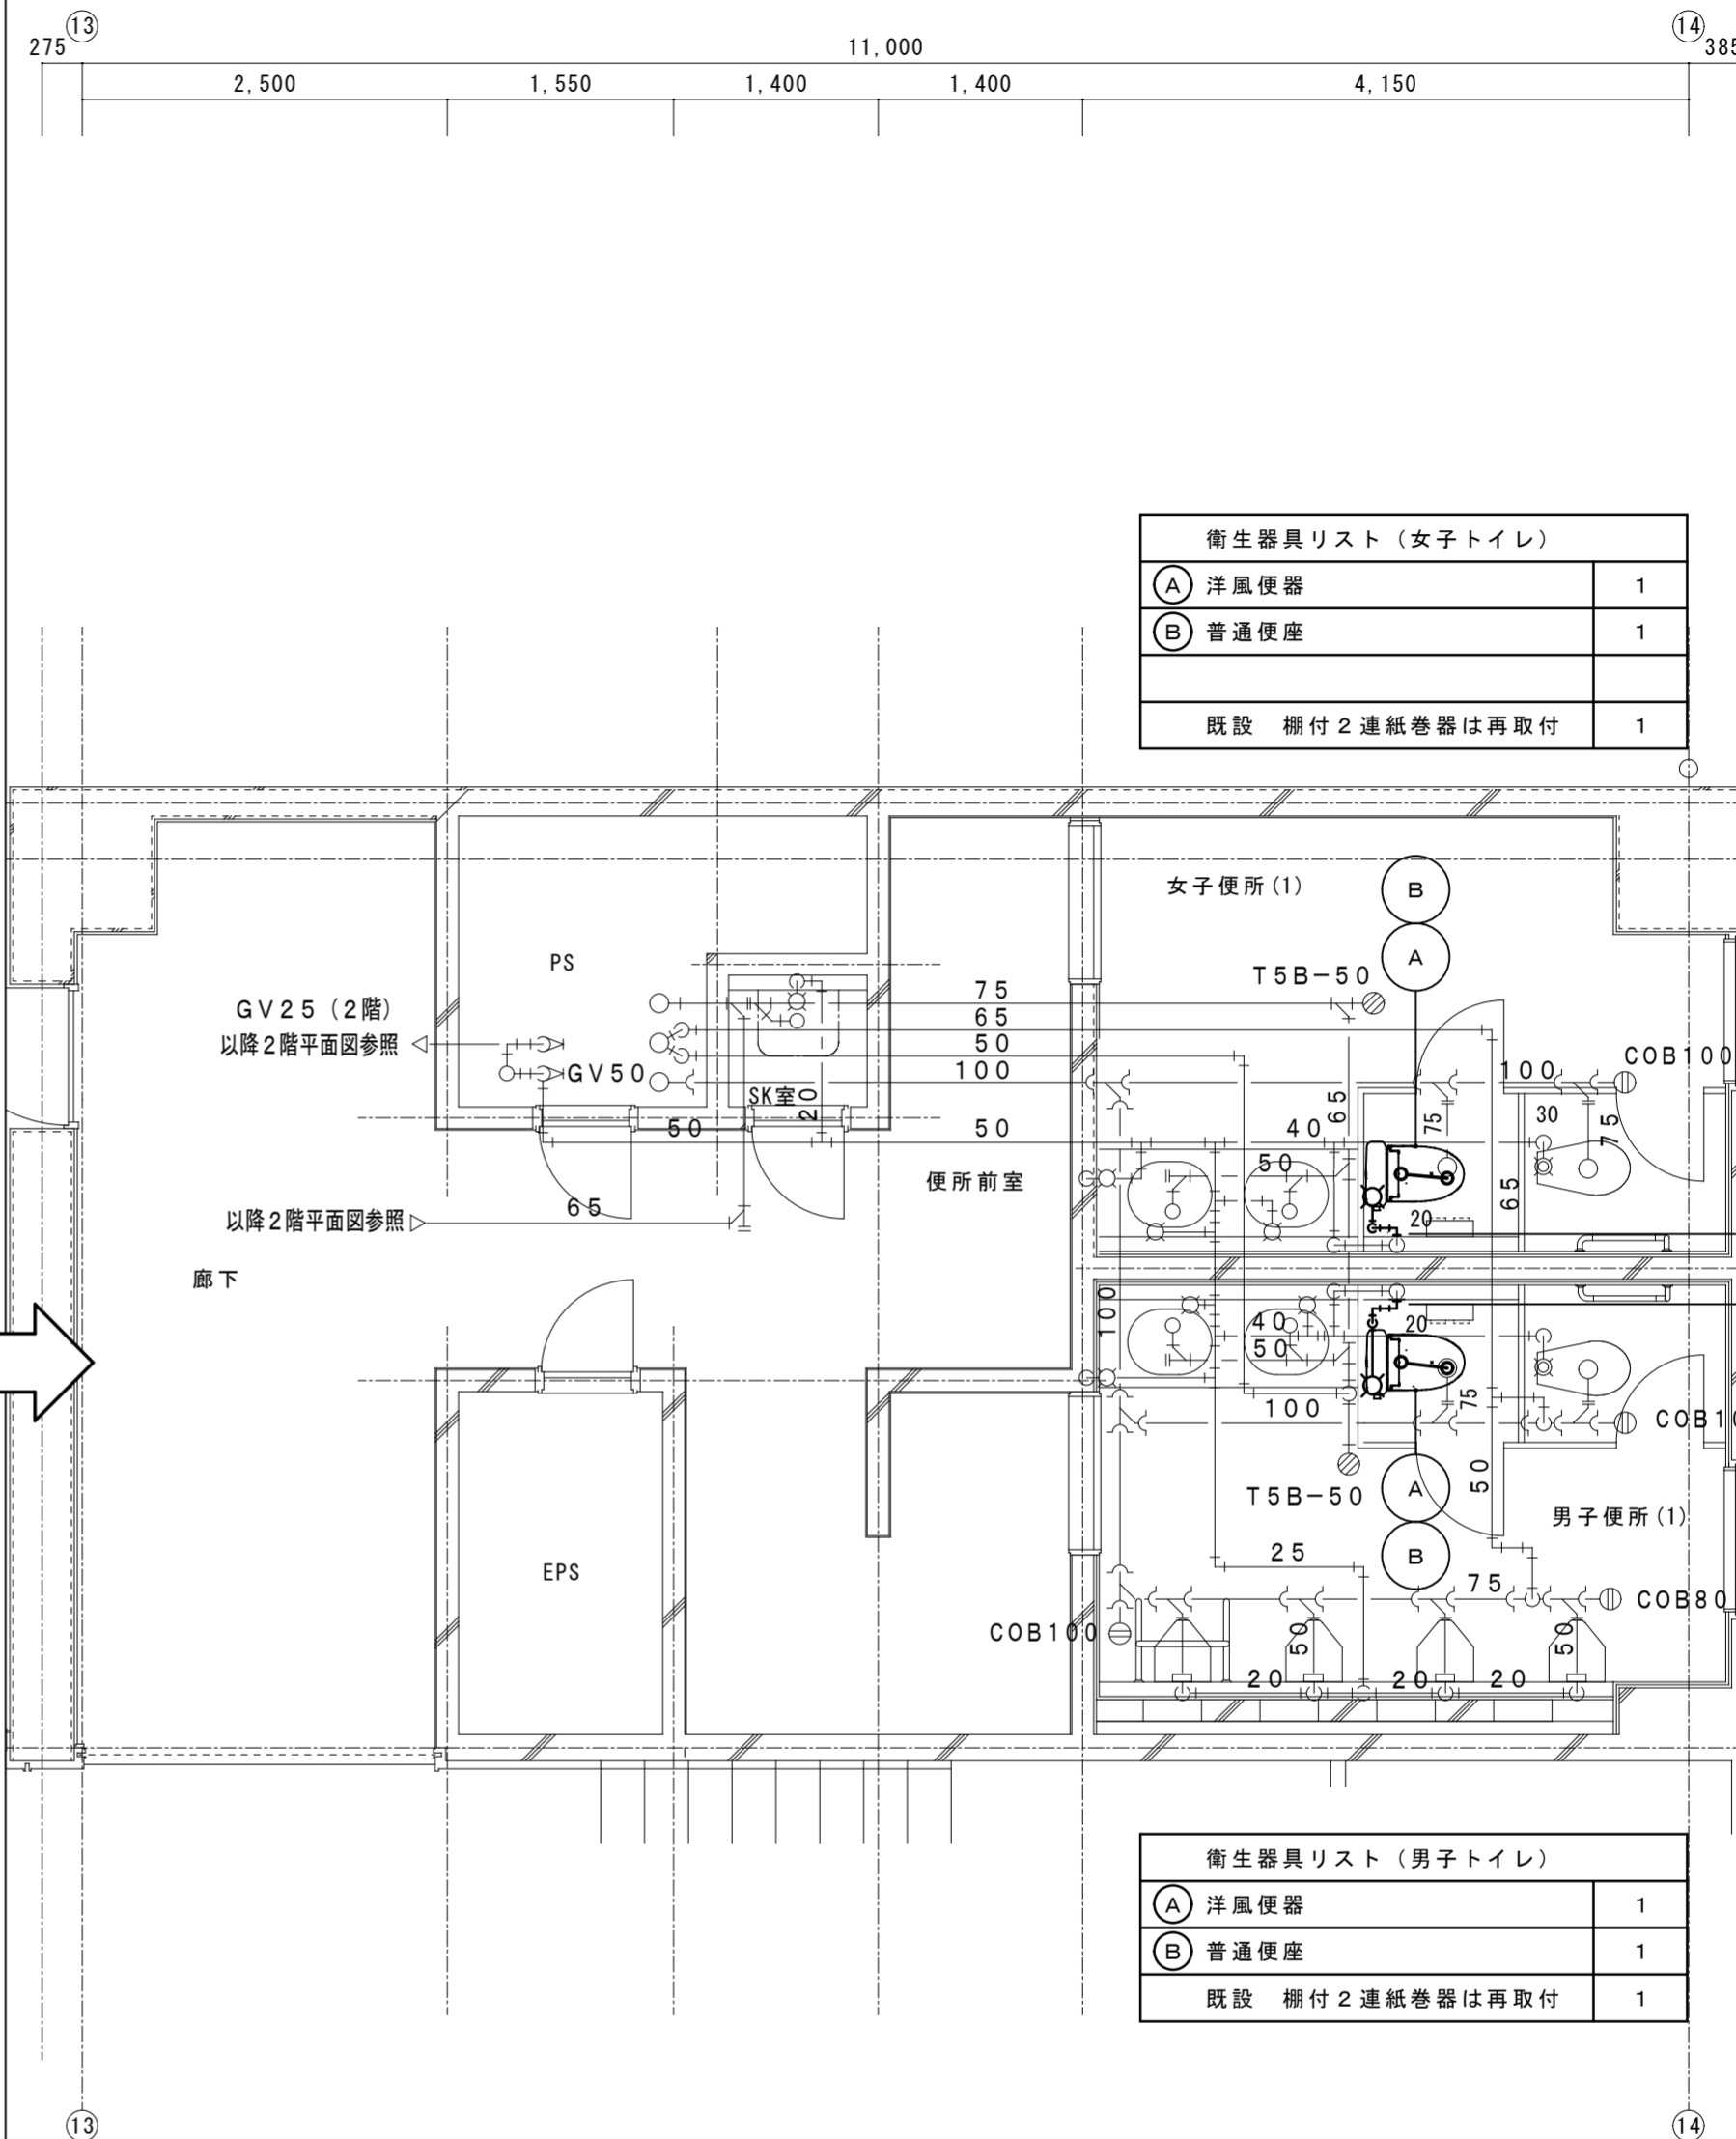 13
14
275
11,000
385
2,500
1,550
1,400
1,400
4,150
衛生器具リスト（女子トイレ）
A 洋風便器 1
B 普通便座 1
既設 棚付２連紙巻器は再取付 1
女子便所(1)
B
A
PS
T5B-50
75
GV25（2階）
65
以降２階平面図参照
50
COB100
GV50
100
100
SK室
20
65
75
30
75
50
50
40
50
便所前室
65
以降２階平面図参照
65
20
廊下
100
40
20
50
75
100
COB10
50
T5B-50
A
男子便所(1)
25
B
EPS
75
COB80
COB100
50
50
20
20
20
衛生器具リスト（男子トイレ）
A 洋風便器 1
B 普通便座 1
既設 棚付２連紙巻器は再取付 1
13
14